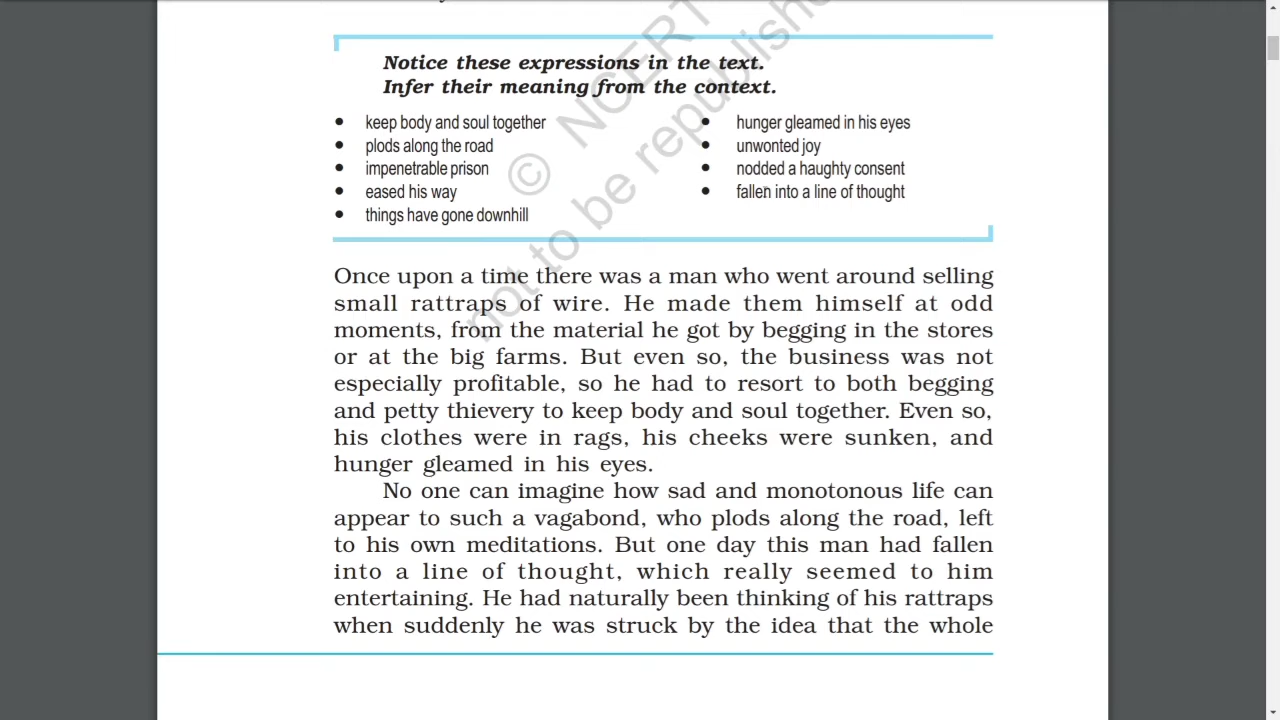 Notice these expressions in the text.
Infer their meaning from the context.
• keep body and soul together
• plods along the road
• impenetrable prison
• eased his way
• things have gone downhill
• hunger gleamed in his eyes
• unwonted joy
• nodded a haughty consent
• fallen into a line of thought
© NCERT
not to be republishe
Once upon a time there was a man who went around selling
small rattraps of wire. He made them himself at odd
moments, from the material he got by begging in the stores
or at the big farms. But even so, the business was not
especially profitable, so he had to resort to both begging
and petty thievery to keep body and soul together. Even so,
his clothes were in rags, his cheeks were sunken, and
hunger gleamed in his eyes.
No one can imagine how sad and monotonous life can
appear to such a vagabond, who plods along the road, left
to his own meditations. But one day this man had fallen
into a line of thought, which really seemed to him
entertaining. He had naturally been thinking of his rattraps
when suddenly he was struck by the idea that the whole